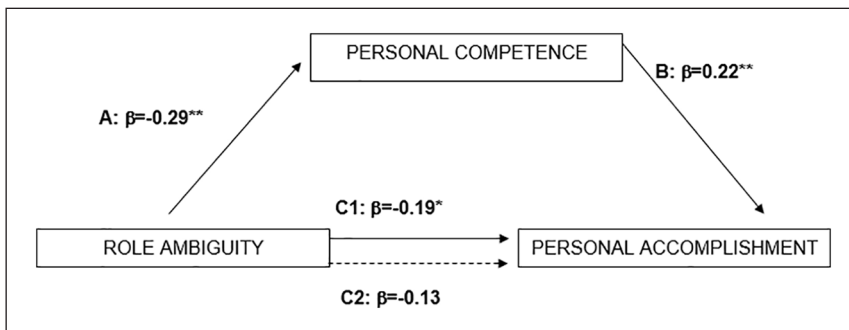 PERSONAL COMPETENCE
B: β=0.22**
A: β=-0.29**
C1: β=-0.19*
ROLE AMBIGUITY
PERSONAL ACCOMPLISHMENT
C2: β=-0.13